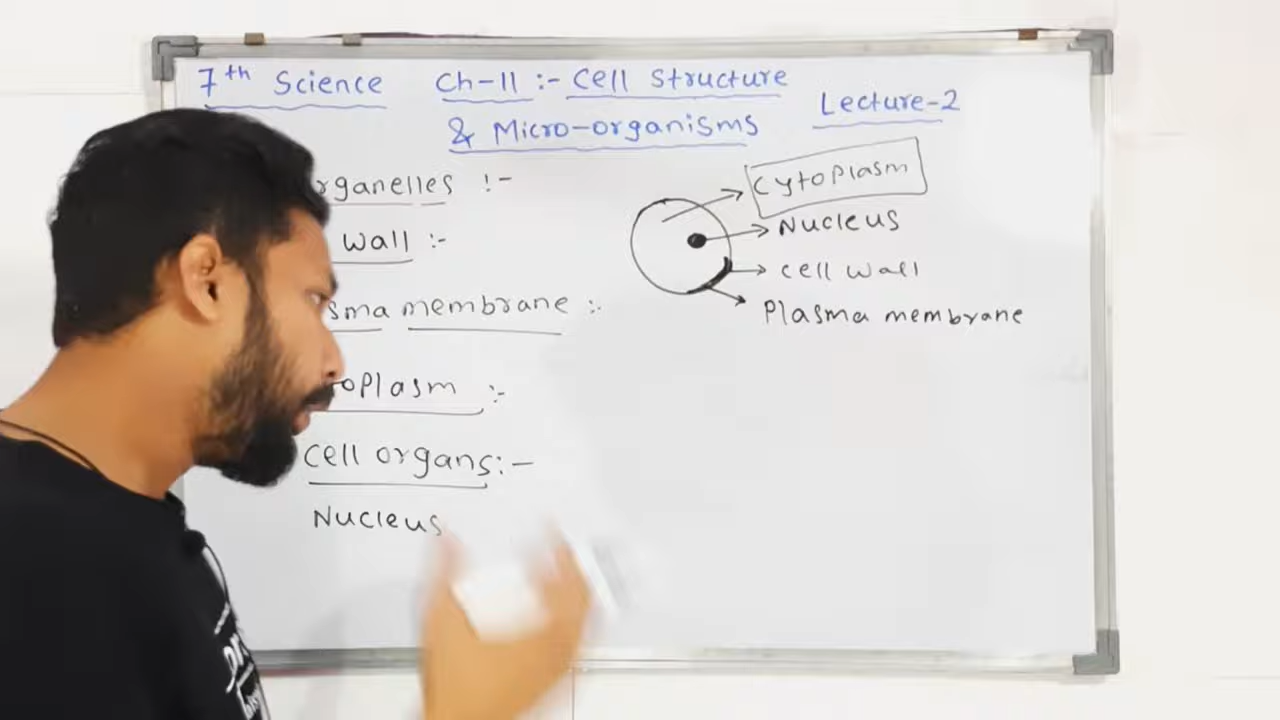 7th Science Ch-11 :- Cell Structure
& Micro-organisms
Lecture-2
rganelles :-
Wall :-
sma membrane :-
oplasm :-
Cell organs:-
Nucleus
Cytoplasm
Nucleus
cell wall
Plasma membrane